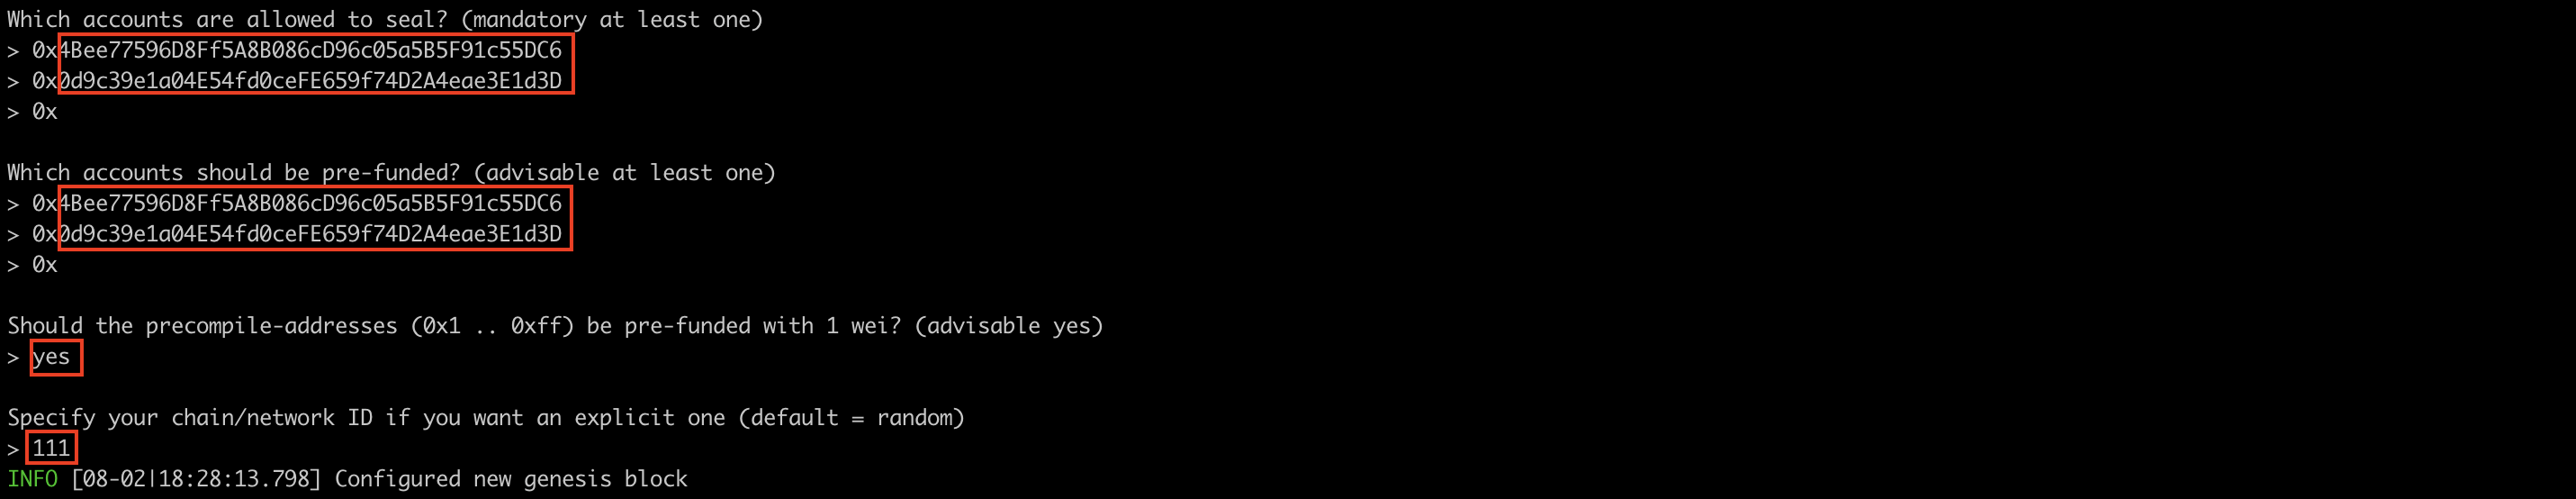 Which accounts are allowed to seal? (mandatory at least one)
> 0x4Bee77596D8Ff5A8B086cD96c05a5B5F91c55DC6
> 0x0d9c39e1a04E54fd0ceFE659f74D2A4eae3E1d3D
> 0x
Which accounts should be pre-funded? (advisable at least one)
> 0x4Bee77596D8Ff5A8B086cD96c05a5B5F91c55DC6
> 0x0d9c39e1a04E54fd0ceFE659f74D2A4eae3E1d3D
> 0x
Should the precompile-addresses (0x1 .. 0xff) be pre-funded with 1 wei? (advisable yes)
> yes
Specify your chain/network ID if you want an explicit one (default = random)
> 111
INFO [08-02|18:28:13.798] Configured new genesis block